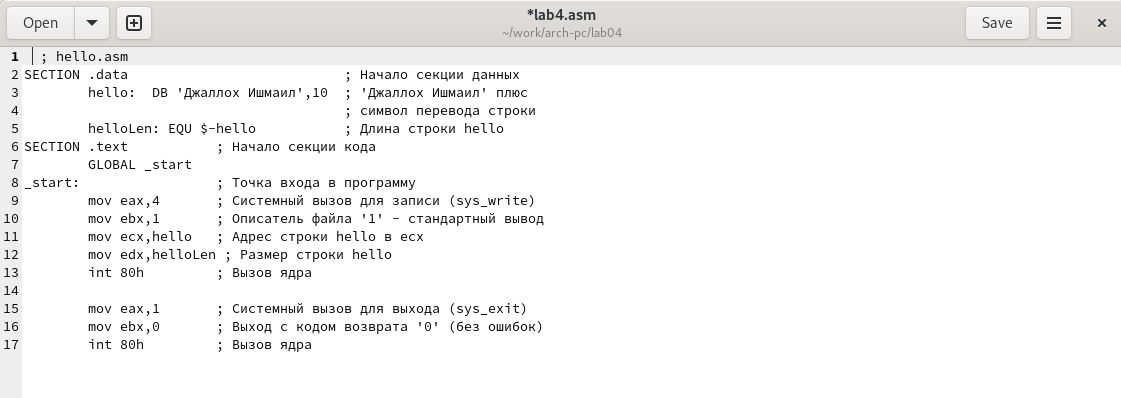 Open
*lab4.asm
~/work/arch-pc/lab04
Save
1 ; hello.asm
2 SECTION .data ; Начало секции данных
3 hello: DB 'Джаллох Ишмаил',10 ; 'Джаллох Ишмаил' плюс
4 ; символ перевода строки
5 helloLen: EQU $-hello ; Длина строки hello
6 SECTION .text ; Начало секции кода
7 GLOBAL _start
8 _start: ; Точка входа в программу
9 mov eax,4 ; Системный вызов для записи (sys_write)
10 mov ebx,1 ; Описатель файла '1' - стандартный вывод
11 mov ecx,hello ; Адрес строки hello в ecx
12 mov edx,helloLen ; Размер строки hello
13 int 80h ; Вызов ядра
14
15 mov eax,1 ; Системный вызов для выхода (sys_exit)
16 mov ebx,0 ; Выход с кодом возврата '0' (без ошибок)
17 int 80h ; Вызов ядра